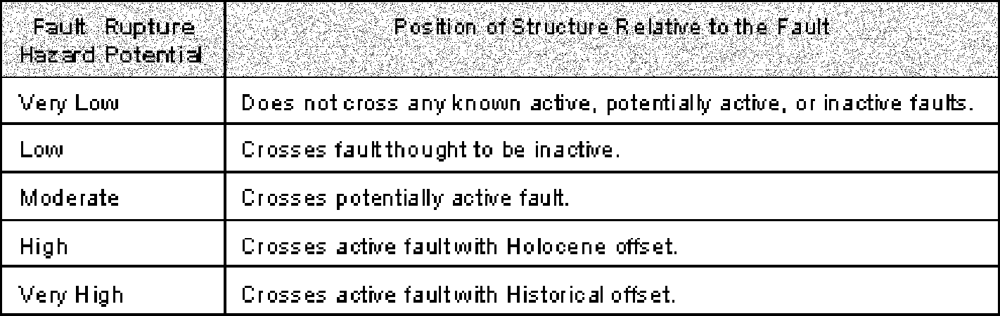 Fault Rupture
Hazard Potential
Position of Structure Relative to the Fault
Very Low
Does not cross any known active, potentially active, or inactive faults.
Low
Crosses fault thought to be inactive.
Moderate
Crosses potentially active fault.
High
Crosses active fault with Holocene offset.
Very High
Crosses active fault with Historical offset.